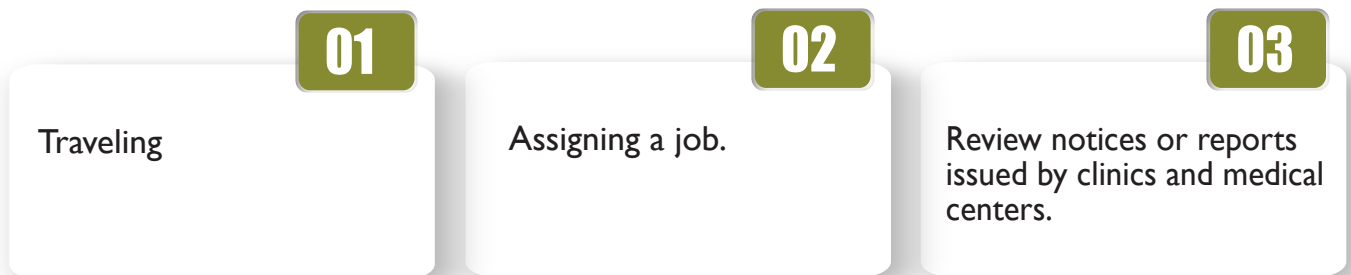 01
Traveling
02
Assigning a job.
03
Review notices or reports
issued by clinics and medical
centers.